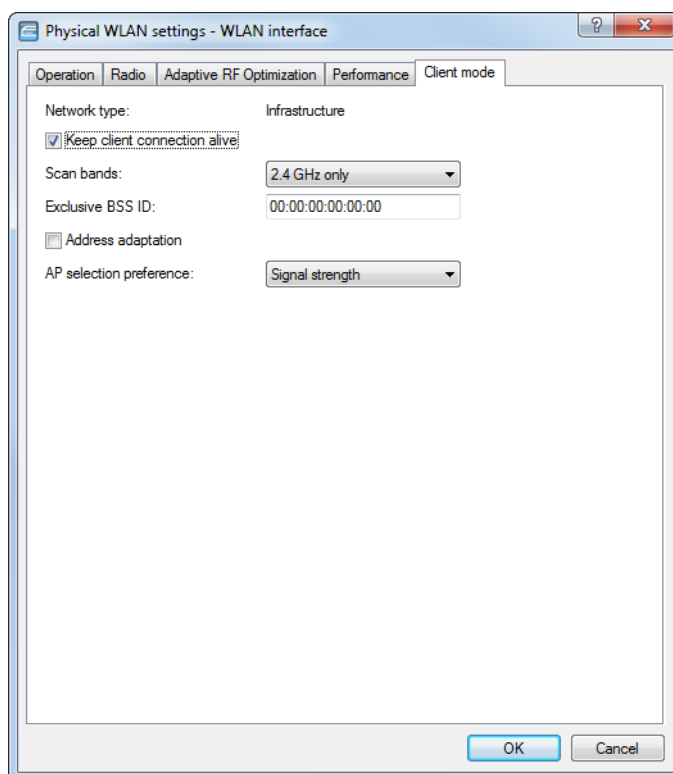 Physical WLAN settings - WLAN interface
Operation Radio Adaptive RF Optimization Performance Client mode
Network type: Infrastructure
Keep client connection alive
Scan bands: 2.4 GHz only
Exclusive BSS ID: 00:00:00:00:00:00
Address adaptation
AP selection preference: Signal strength
OK Cancel